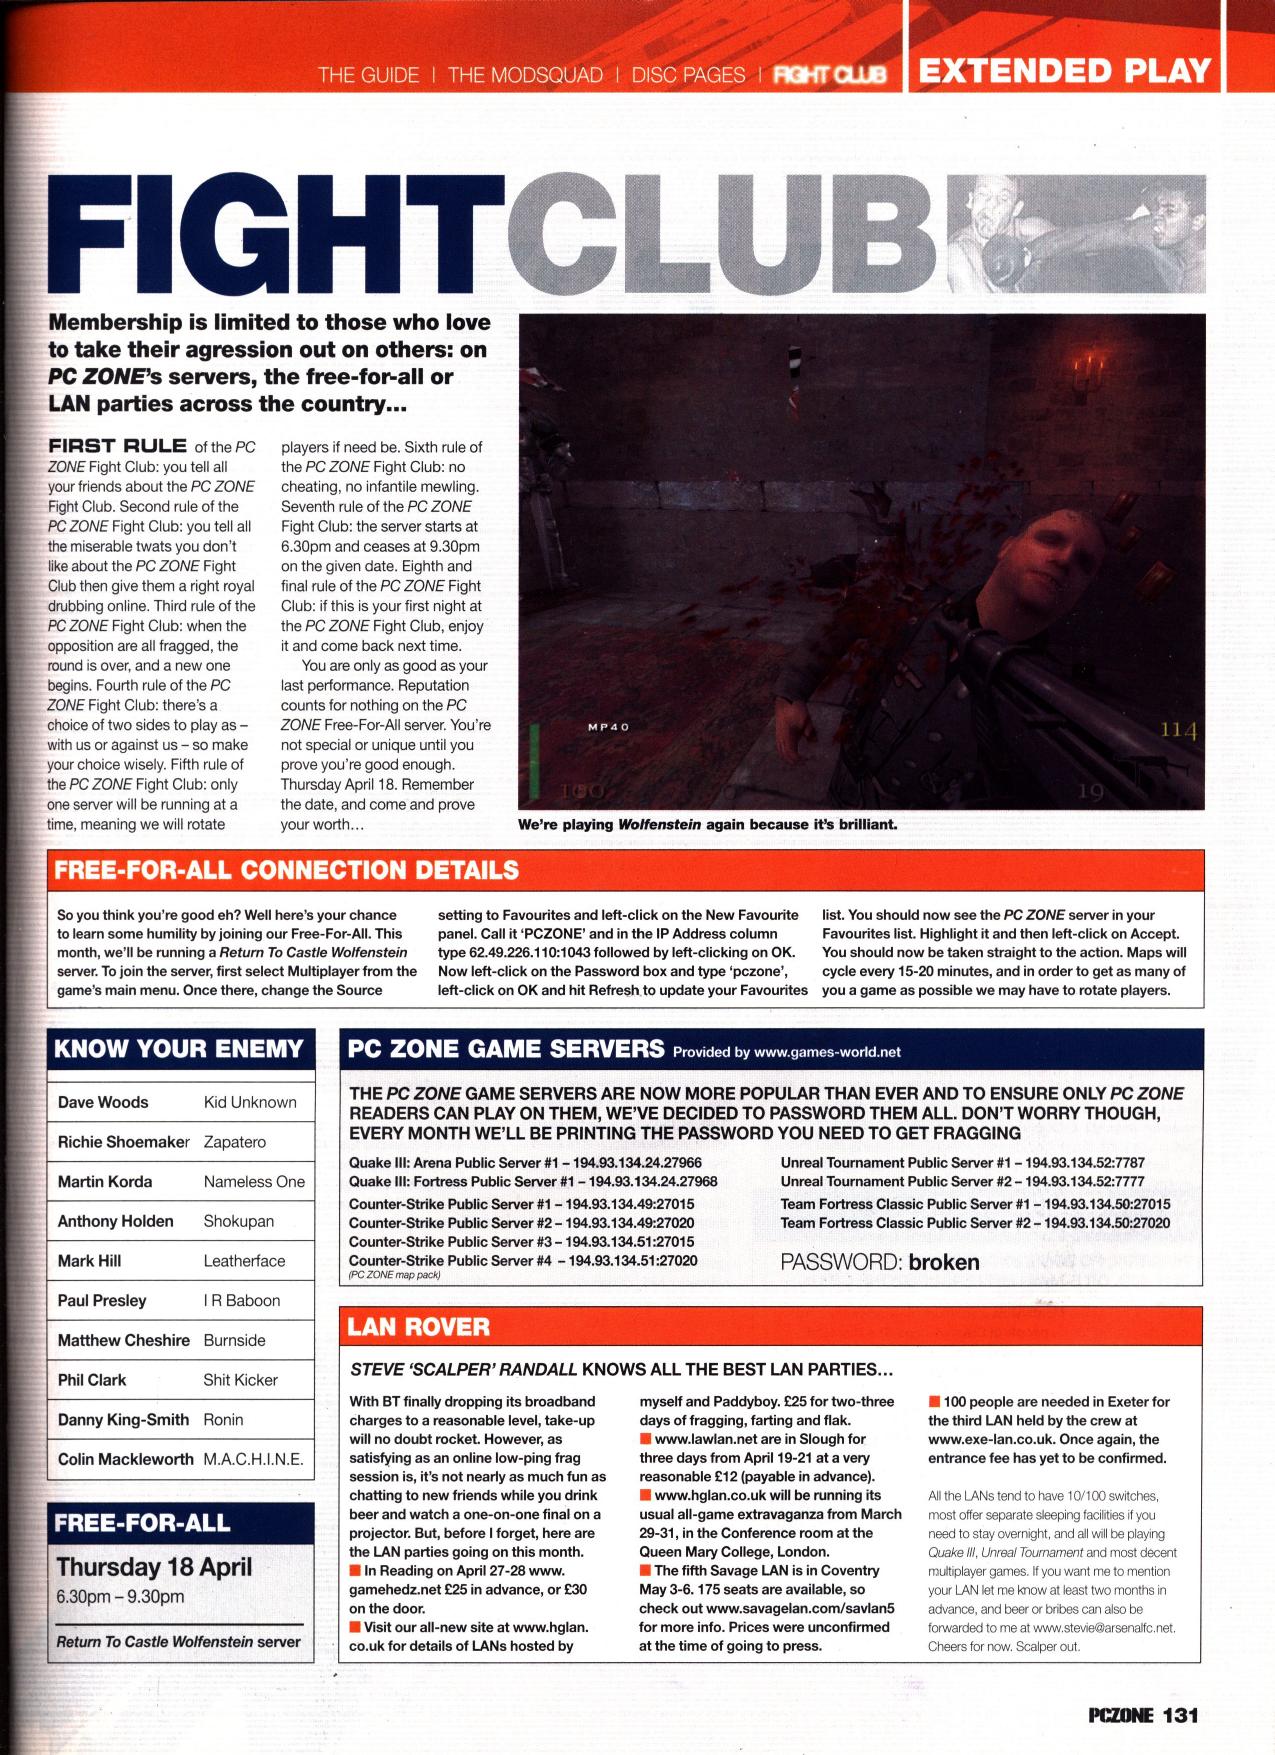 THE GUIDE | THE MODSQUAD | DISC PAGES | FIGHT CLUB
EXTENDED PLAY
FIGHTCLUB
Membership is limited to those who love
to take their agression out on others: on
PC ZONE's servers, the free-for-all or
LAN parties across the country...
FIRST RULE of the PC
ZONE Fight Club: you tell all
your friends about the PC ZONE
Fight Club. Second rule of the
PC ZONE Fight Club: you tell all
the miserable twats you don't
like about the PC ZONE Fight
Club then give them a right royal
drubbing online. Third rule of the
PC ZONE Fight Club: when the
opposition are all fragged, the
round is over, and a new one
begins. Fourth rule of the PC
ZONE Fight Club: there's a
choice of two sides to play as –
with us or against us – so make
your choice wisely. Fifth rule of
the PC ZONE Fight Club: only
one server will be running at a
time, meaning we will rotate
players if need be. Sixth rule of
the PC ZONE Fight Club: no
cheating, no infantile mewling.
Seventh rule of the PC ZONE
Fight Club: the server starts at
6.30pm and ceases at 9.30pm
on the given date. Eighth and
final rule of the PC ZONE Fight
Club: if this is your first night at
the PC ZONE Fight Club, enjoy
it and come back next time.
You are only as good as your
last performance. Reputation
counts for nothing on the PC
ZONE Free-For-All server. You're
not special or unique until you
prove you're good enough.
Thursday April 18. Remember
the date, and come and prove
your worth...
MP40
114
100
19
We're playing Wolfenstein again because it's brilliant.
FREE-FOR-ALL CONNECTION DETAILS
So you think you're good eh? Well here's your chance
to learn some humility by joining our Free-For-All. This
month, we'll be running a Return To Castle Wolfenstein
server. To join the server, first select Multiplayer from the
game's main menu. Once there, change the Source
setting to Favourites and left-click on the New Favourite
panel. Call it 'PCZONE' and in the IP Address column
type 62.49.226.110:1043 followed by left-clicking on OK.
Now left-click on the Password box and type 'pczone',
left-click on OK and hit Refresh to update your Favourites
list. You should now see the PC ZONE server in your
Favourites list. Highlight it and then left-click on Accept.
You should now be taken straight to the action. Maps will
cycle every 15-20 minutes, and in order to get as many of
you a game as possible we may have to rotate players.
KNOW YOUR ENEMY
Dave Woods Kid Unknown
Richie Shoemaker Zapatero
Martin Korda Nameless One
Anthony Holden Shokupan
Mark Hill Leatherface
Paul Presley I R Baboon
Matthew Cheshire Burnside
Phil Clark Shit Kicker
Danny King-Smith Ronin
Colin Mackleworth M.A.C.H.I.N.E.
FREE-FOR-ALL
Thursday 18 April
6.30pm – 9.30pm
Return To Castle Wolfenstein server
PC ZONE GAME SERVERS Provided by www.games-world.net
THE PC ZONE GAME SERVERS ARE NOW MORE POPULAR THAN EVER AND TO ENSURE ONLY PC ZONE
READERS CAN PLAY ON THEM, WE'VE DECIDED TO PASSWORD THEM ALL. DON'T WORRY THOUGH,
EVERY MONTH WE'LL BE PRINTING THE PASSWORD YOU NEED TO GET FRAGGING
Quake III: Arena Public Server #1 – 194.93.134.24.27966
Quake III: Fortress Public Server #1 – 194.93.134.24.27968
Counter-Strike Public Server #1 – 194.93.134.49:27015
Counter-Strike Public Server #2 – 194.93.134.49:27020
Counter-Strike Public Server #3 – 194.93.134.51:27015
Counter-Strike Public Server #4 – 194.93.134.51:27020
(PC ZONE map pack)
Unreal Tournament Public Server #1 – 194.93.134.52:7787
Unreal Tournament Public Server #2 – 194.93.134.52:7777
Team Fortress Classic Public Server #1 – 194.93.134.50:27015
Team Fortress Classic Public Server #2 – 194.93.134.50:27020
PASSWORD: broken
LAN ROVER
STEVE 'SCALPER' RANDALL KNOWS ALL THE BEST LAN PARTIES...
With BT finally dropping its broadband
charges to a reasonable level, take-up
will no doubt rocket. However, as
satisfying as an online low-ping frag
session is, it's not nearly as much fun as
chatting to new friends while you drink
beer and watch a one-on-one final on a
projector. But, before I forget, here are
the LAN parties going on this month.
■ In Reading on April 27-28 www.
gamehedz.net £25 in advance, or £30
on the door.
■ Visit our all-new site at www.hglan.
co.uk for details of LANs hosted by
myself and Paddyboy. £25 for two-three
days of fragging, farting and flak.
■ www.lawlan.net are in Slough for
three days from April 19-21 at a very
reasonable £12 (payable in advance).
■ www.hglan.co.uk will be running its
usual all-game extravaganza from March
29-31, in the Conference room at the
Queen Mary College, London.
■ The fifth Savage LAN is in Coventry
May 3-6. 175 seats are available, so
check out www.savagelan.com/savlan5
for more info. Prices were unconfirmed
at the time of going to press.
■ 100 people are needed in Exeter for
the third LAN held by the crew at
www.exe-lan.co.uk. Once again, the
entrance fee has yet to be confirmed.
All the LANs tend to have 10/100 switches,
most offer separate sleeping facilities if you
need to stay overnight, and all will be playing
Quake III, Unreal Tournament and most decent
multiplayer games. If you want me to mention
your LAN let me know at least two months in
advance, and beer or bribes can also be
forwarded to me at www.stevie@arsenalfc.net.
Cheers for now. Scalper out.
PCZONE 131